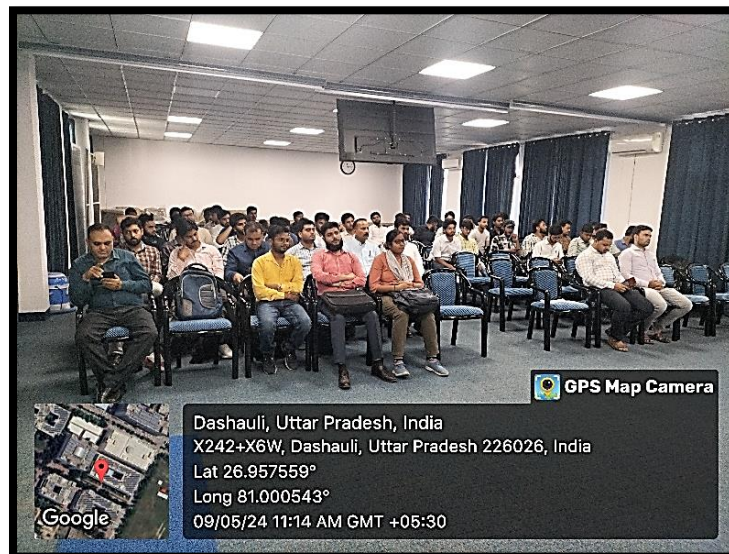 GPS Map Camera
Dashauli, Uttar Pradesh, India
X242+X6W, Dashauli, Uttar Pradesh 226026, India
Lat 26.957559°
Long 81.000543°
09/05/24 11:14 AM GMT +05:30
Google